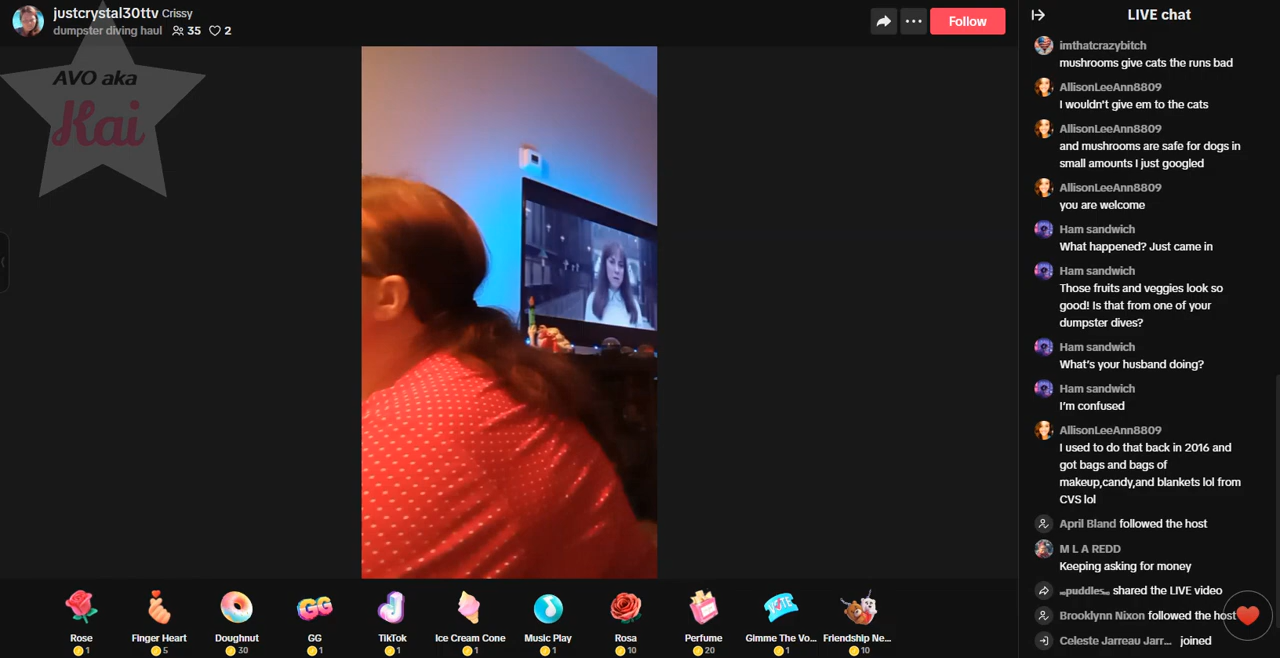 justcrystal30ttv Crissy
dumpster diving haul 35 2
Follow
AVO aka
Kai
LIVE chat
imthatcrazybitch
mushrooms give cats the runs bad
AllisonLeeAnn8809
I wouldn't give em to the cats
AllisonLeeAnn8809
and mushrooms are safe for dogs in
small amounts I just googled
AllisonLeeAnn8809
you are welcome
Ham sandwich
What happened? Just came in
Ham sandwich
Those fruits and veggies look so
good! Is that from one of your
dumpster dives?
Ham sandwich
What's your husband doing?
Ham sandwich
I'm confused
AllisonLeeAnn8809
I used to do that back in 2016 and
got bags and bags of
makeup,candy,and blankets lol from
CVS lol
April Bland followed the host
M L A REDD
Keeping asking for money
puddles shared the LIVE video
Brooklynn Nixon followed the host
Celeste Jarreau Jarr... joined
GG
Rose Finger Heart Doughnut GG TikTok Ice Cream Cone Music Play Rosa Perfume Gimme The Vo... Friendship Ne...
1 5 30 1 1 1 1 10 20 1 10